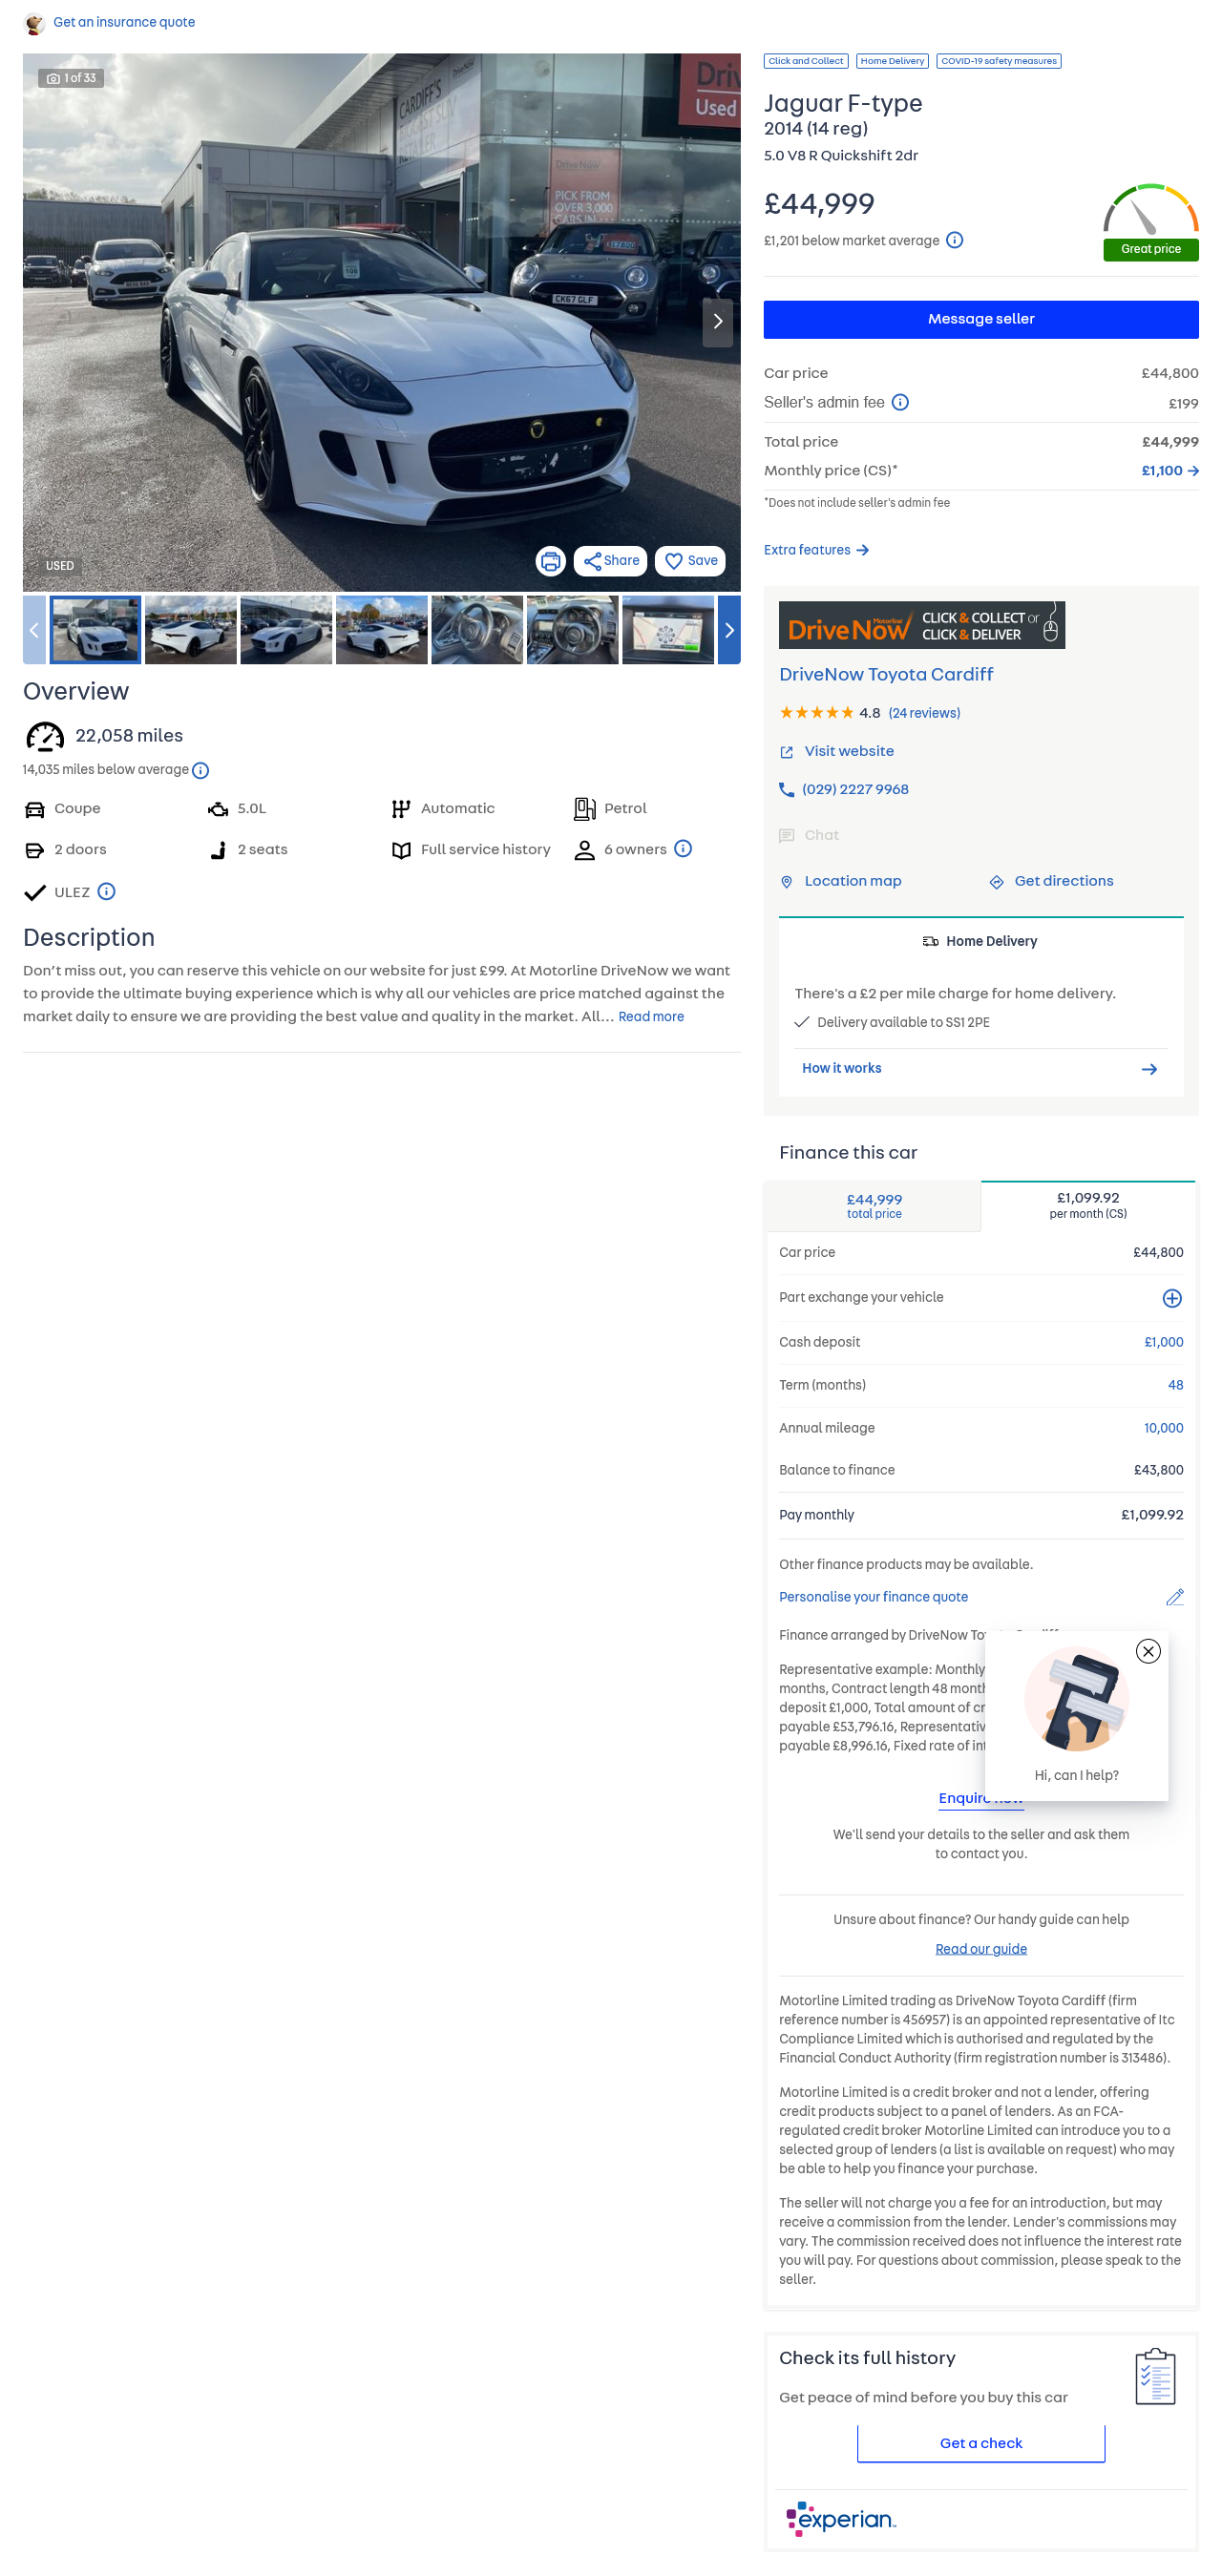 Get an insurance quote
1 of 33
CARDIFF'S
Driv
Used
Drive Now
PICK FROM
OVER 3,000
CARS IN
£17,800
CK67 GLF
108
USED
Share
Save
Overview
22,058 miles
14,035 miles below average
Coupe
5.0L
Automatic
Petrol
2 doors
2 seats
Full service history
6 owners
ULEZ
Description
Don't miss out, you can reserve this vehicle on our website for just £99. At Motorline DriveNow we want
to provide the ultimate buying experience which is why all our vehicles are price matched against the
market daily to ensure we are providing the best value and quality in the market. All... Read more
Click and Collect
Home Delivery
COVID-19 safety measures
Jaguar F-type
2014 (14 reg)
5.0 V8 R Quickshift 2dr
£44,999
£1,201 below market average
Great price
Message seller
Car price £44,800
Seller's admin fee £199
Total price £44,999
Monthly price (CS)* £1,100
*Does not include seller's admin fee
Extra features
Motorline
DriveNow
CLICK & COLLECT or
CLICK & DELIVER
DriveNow Toyota Cardiff
4.8 (24 reviews)
Visit website
(029) 2227 9968
Chat
Location map
Get directions
Home Delivery
There's a £2 per mile charge for home delivery.
Delivery available to SS1 2PE
How it works
Finance this car
£44,999
total price
£1,099.92
per month (CS)
Car price £44,800
Part exchange your vehicle
Cash deposit £1,000
Term (months) 48
Annual mileage 10,000
Balance to finance £43,800
Pay monthly £1,099.92
Other finance products may be available.
Personalise your finance quote
Finance arranged by DriveNow Toyota Cardiff
Representative example: Monthly
months, Contract length 48 month
deposit £1,000, Total amount of cr
payable £53,796.16, Representativ
payable £8,996.16, Fixed rate of int
Hi, can I help?
Enquire now
We'll send your details to the seller and ask them
to contact you.
Unsure about finance? Our handy guide can help
Read our guide
Motorline Limited trading as DriveNow Toyota Cardiff (firm
reference number is 456957) is an appointed representative of Itc
Compliance Limited which is authorised and regulated by the
Financial Conduct Authority (firm registration number is 313486).
Motorline Limited is a credit broker and not a lender, offering
credit products subject to a panel of lenders. As an FCA-
regulated credit broker Motorline Limited can introduce you to a
selected group of lenders (a list is available on request) who may
be able to help you finance your purchase.
The seller will not charge you a fee for an introduction, but may
receive a commission from the lender. Lender's commissions may
vary. The commission received does not influence the interest rate
you will pay. For questions about commission, please speak to the
seller.
Check its full history
Get peace of mind before you buy this car
Get a check
experian